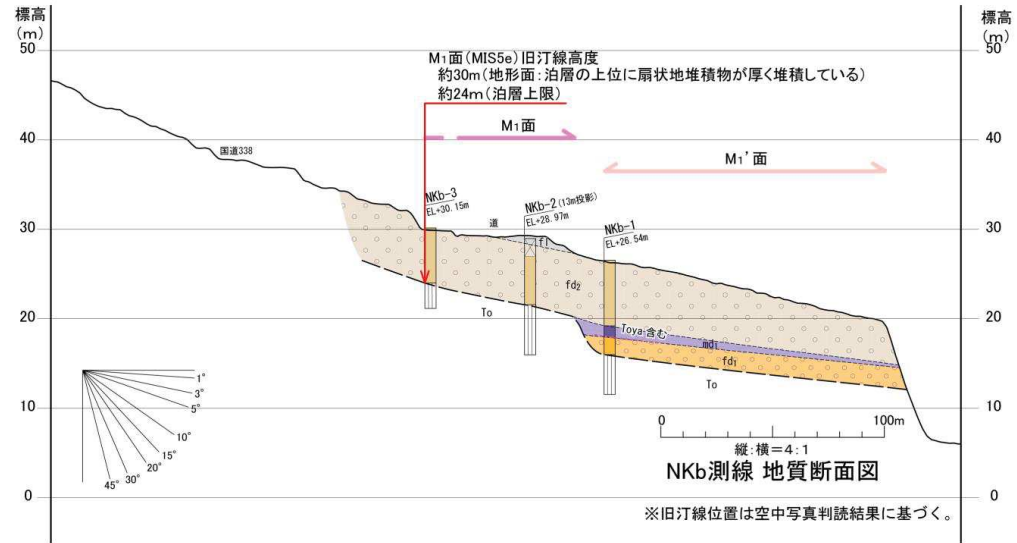 標高
(m)
標高
(m)
50
50
M1面(MIS5e)旧汀線高度
約30m(地形面：泊層の上位に扇状地堆積物が厚く堆積している)
約24m(泊層上限)
40
M1面
40
国道338
M1'面
NKb-3
EL+30.15m
NKb-2(13m投影)
EL+28.97m
NKb-1
EL+26.54m
30
道
fl
30
fd2
To
20
Toya 含む
20
md1
fd1
To
1°
3°
5°
10°
15°
20°
30°
45°
10
0
100m
10
縦：横＝4：1
NKb測線 地質断面図
0
0
※旧汀線位置は空中写真判読結果に基づく。